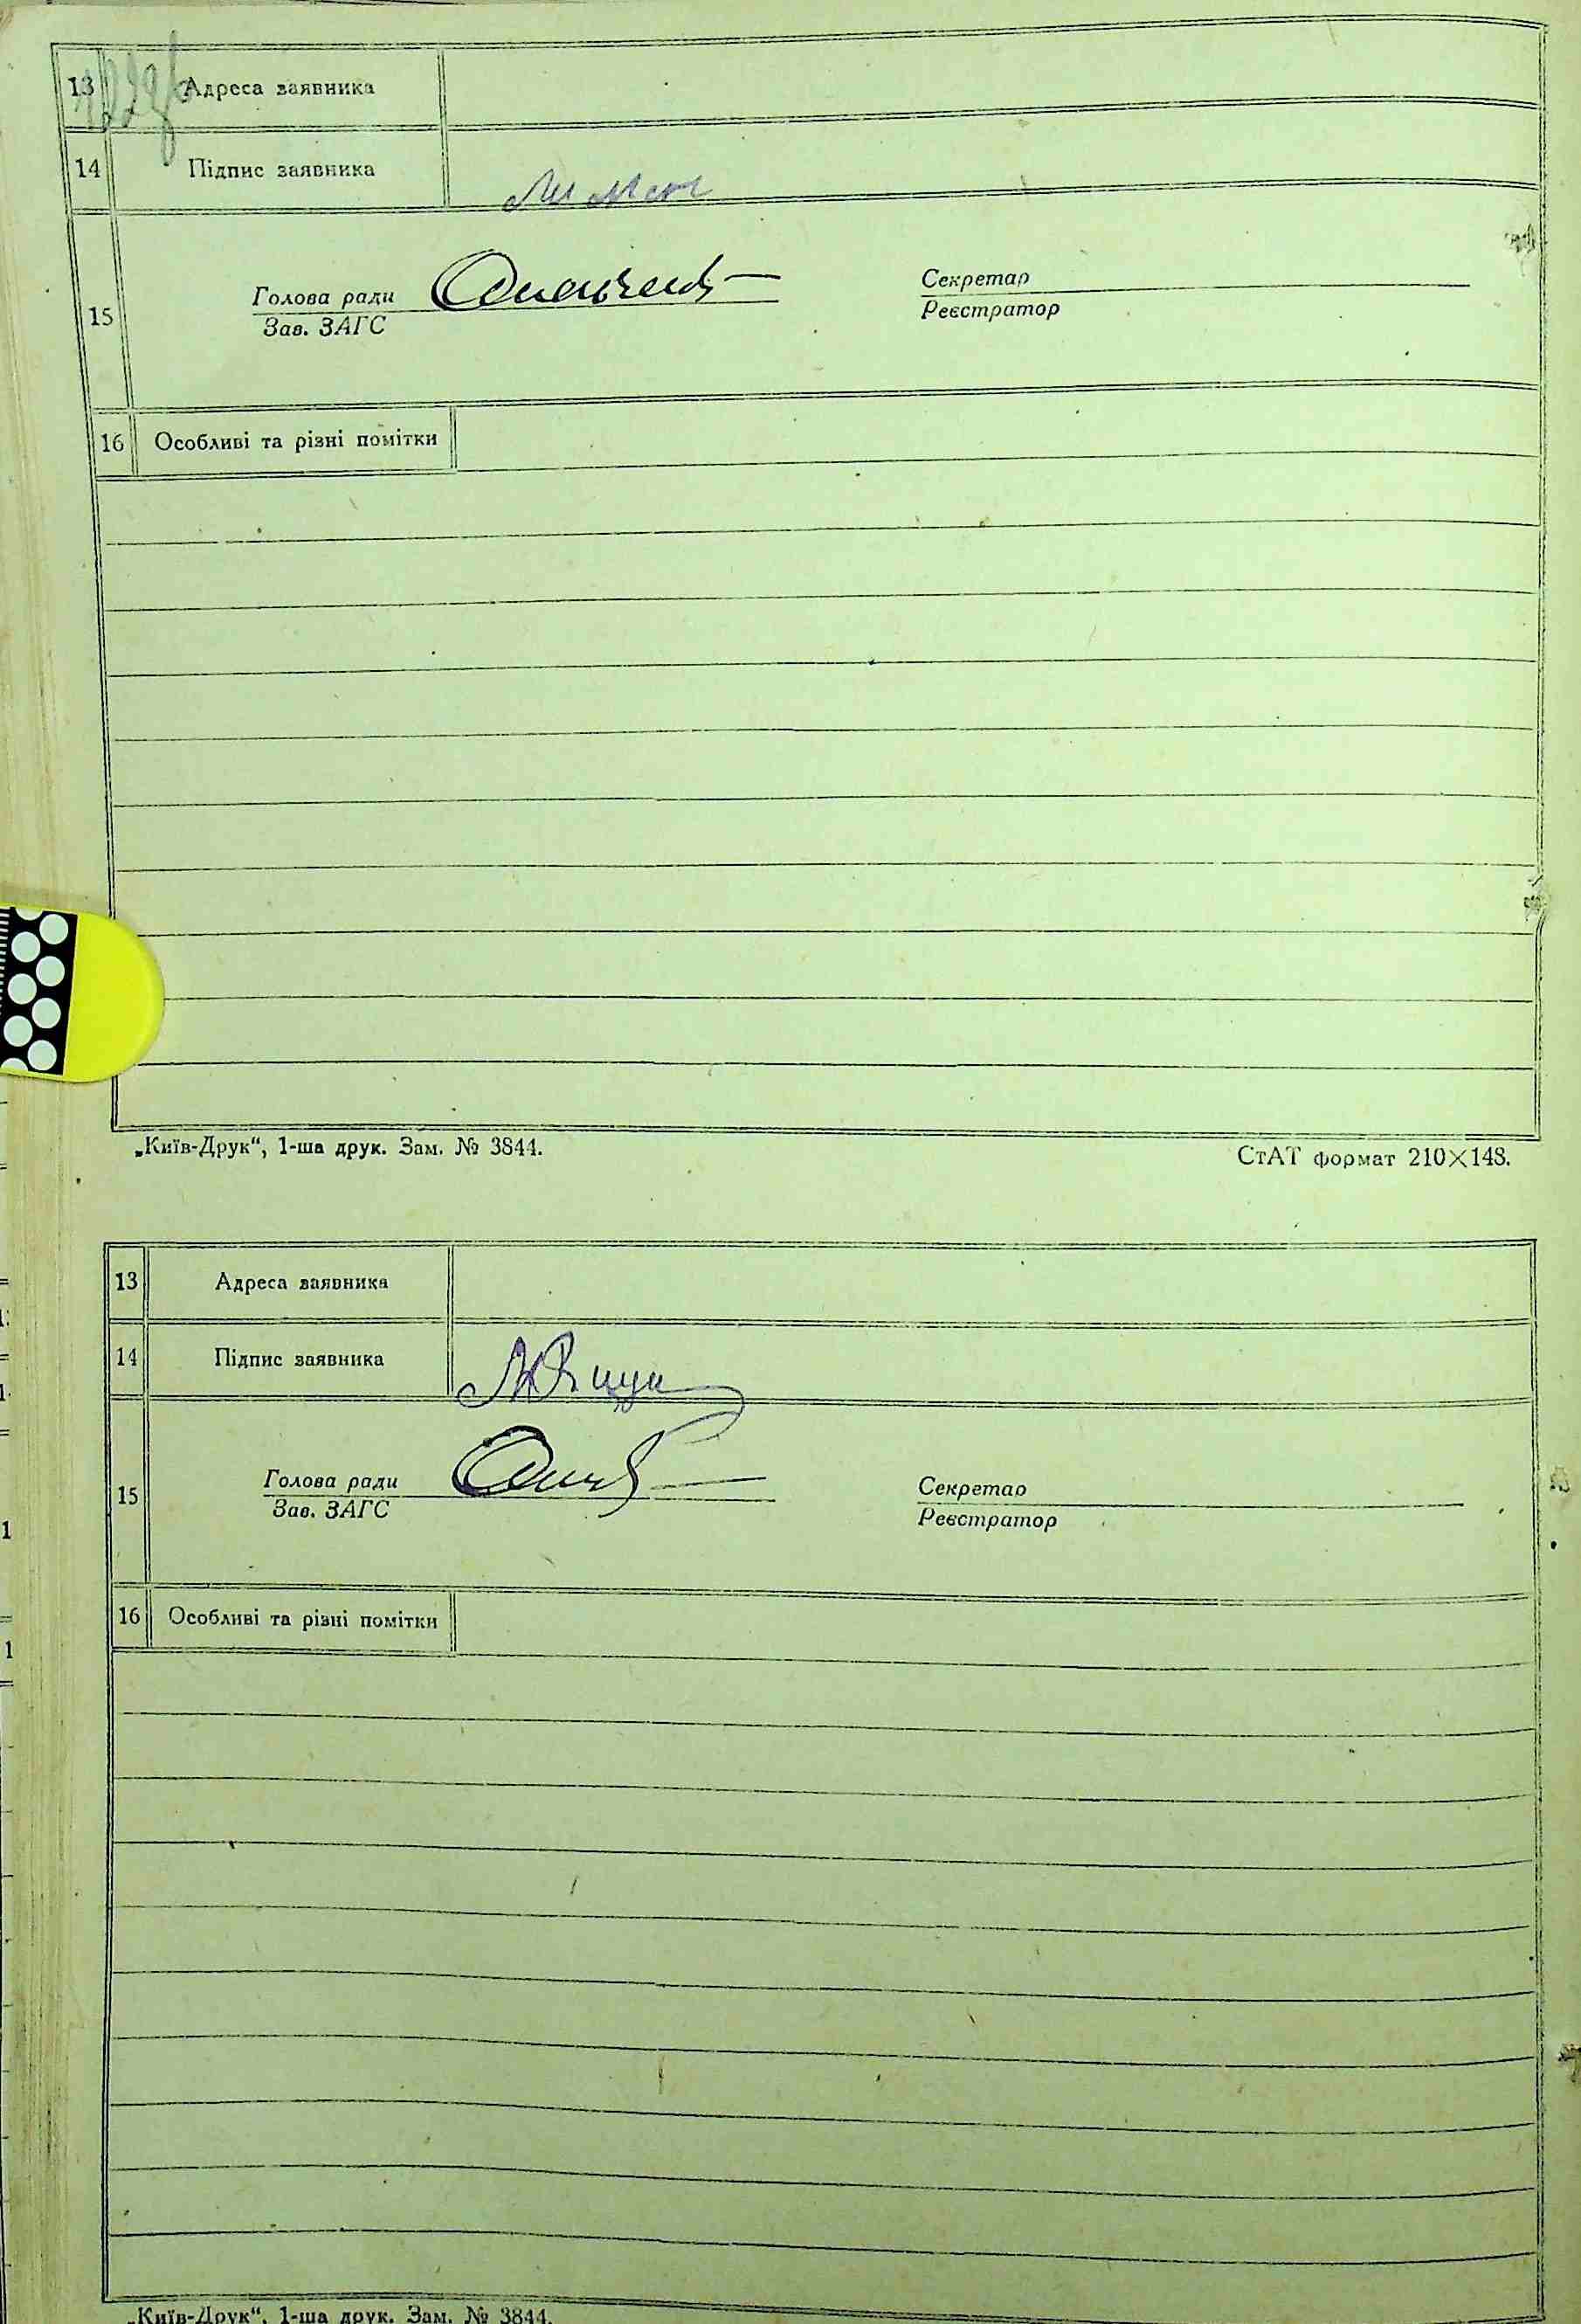 13 Адреса заявника
14 Підпис заявника
15 Голова ради Секретар
Зав. ЗАГС Реєстратор
16 Особливі та різні помітки
„Київ-Друк“, 1-ша друк. Зам. № 3844. СтАТ формат 210×148.
13 Адреса заявника
14 Підпис заявника
15 Голова ради Секретар
Зав. ЗАГС Реєстратор
16 Особливі та різні помітки
„Київ-Друк“, 1-ша друк. Зам. № 3844.